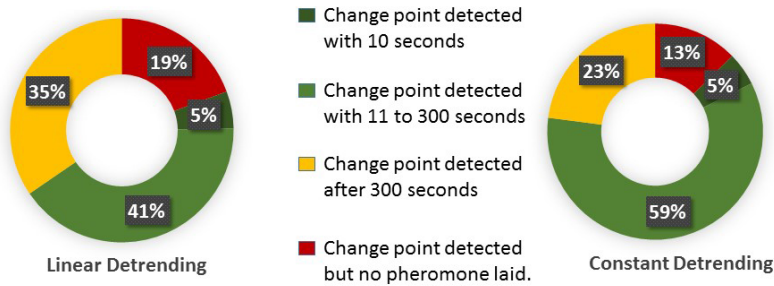 19%
5%
41%
35%
Linear Detrending
Change point detected
with 10 seconds
Change point detected
with 11 to 300 seconds
Change point detected
after 300 seconds
Change point detected
but no pheromone laid.
13%
5%
59%
23%
Constant Detrending